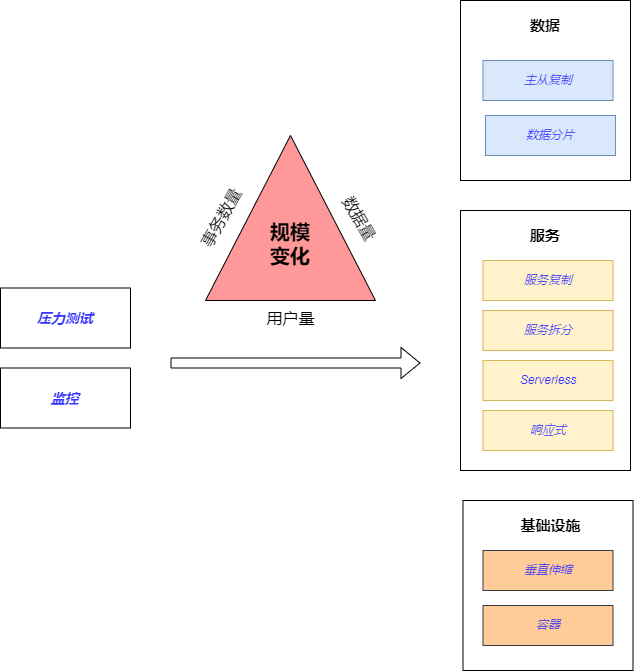 压力测试
监控
事务数量
数据量
规模
变化
用户量
数据
主从复制
数据分片
服务
服务复制
服务拆分
Serverless
响应式
基础设施
垂直伸缩
容器